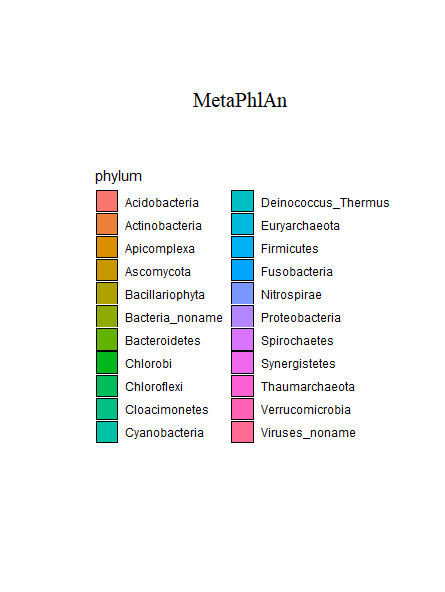 MetaPhlAn
phylum
Acidobacteria
Actinobacteria
Apicomplexa
Ascomycota
Bacillariophyta
Bacteria_noname
Bacteroidetes
Chlorobi
Chloroflexi
Cloacimonetes
Cyanobacteria
Deinococcus_Thermus
Euryarchaeota
Firmicutes
Fusobacteria
Nitrospirae
Proteobacteria
Spirochaetes
Synergistetes
Thaumarchaeota
Verrucomicrobia
Viruses_noname